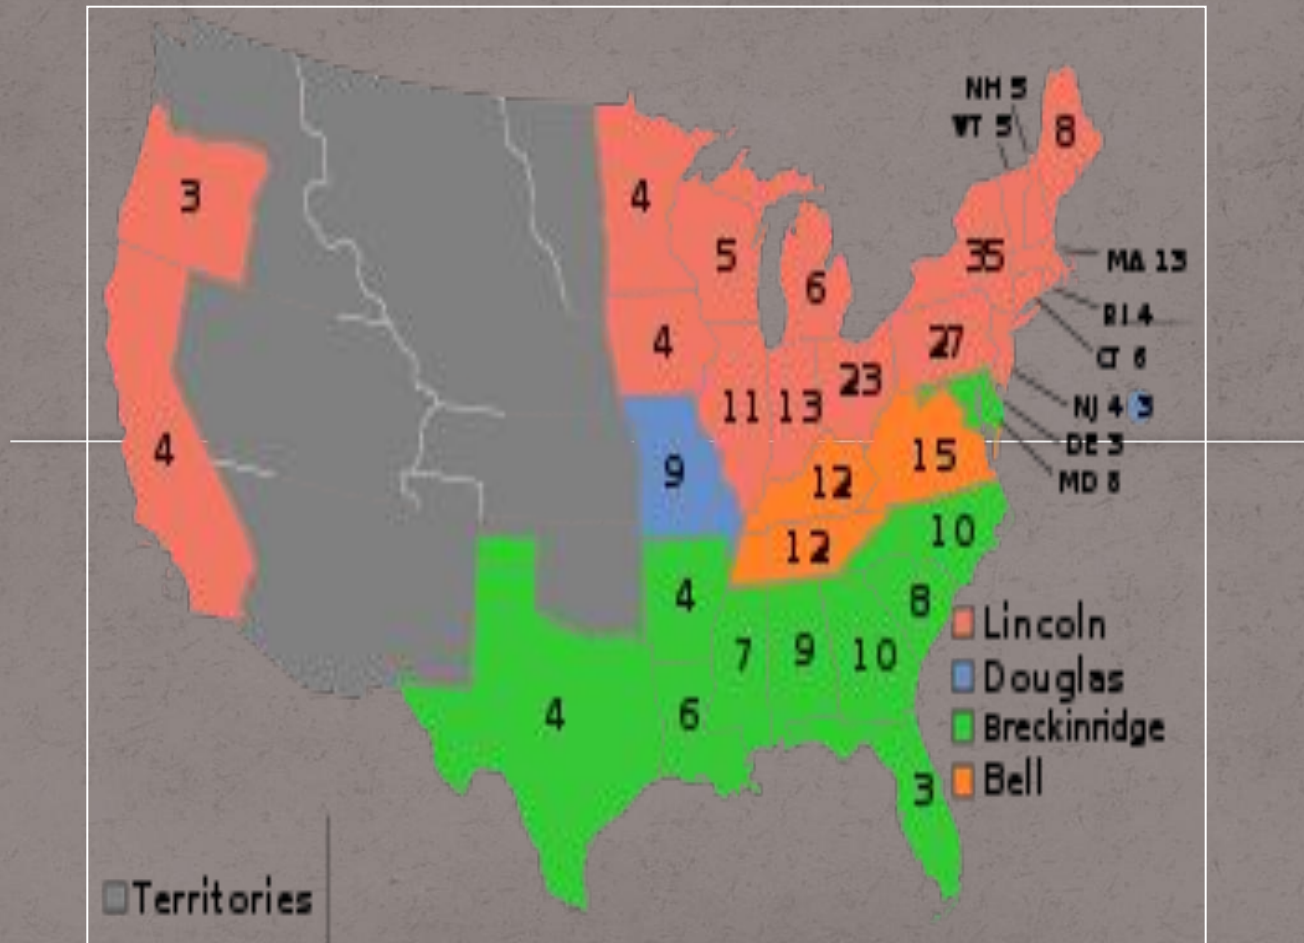 NH 5
VT 5
8
3
4
5
35
6
MA 13
RI 4
CT 6
4
27
23
11
13
NJ 4 3
DE 3
MD 8
4
9
12
15
12
10
4
8
Lincoln
7
9
10
Douglas
4
6
Breckinridge
3
Bell
Territories